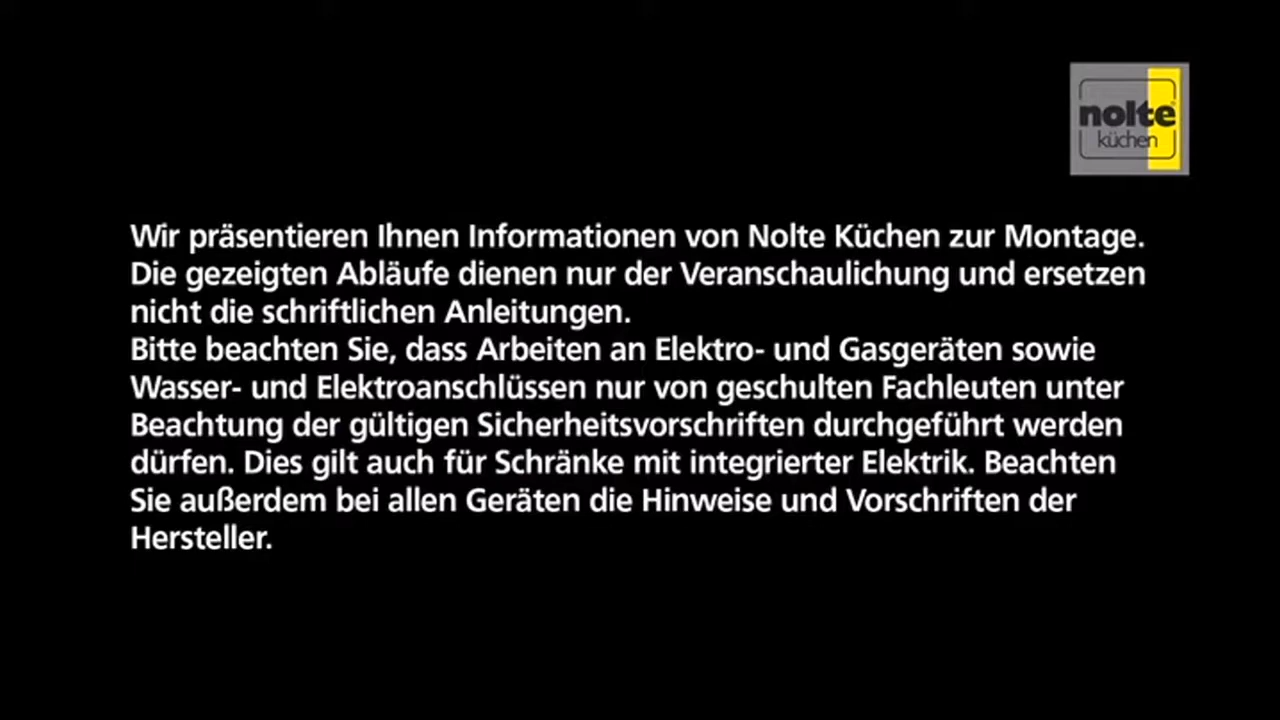 nolte
küchen
Wir präsentieren Ihnen Informationen von Nolte Küchen zur Montage.
Die gezeigten Abläufe dienen nur der Veranschaulichung und ersetzen
nicht die schriftlichen Anleitungen.
Bitte beachten Sie, dass Arbeiten an Elektro- und Gasgeräten sowie
Wasser- und Elektroanschlüssen nur von geschulten Fachleuten unter
Beachtung der gültigen Sicherheitsvorschriften durchgeführt werden
dürfen. Dies gilt auch für Schränke mit integrierter Elektrik. Beachten
Sie außerdem bei allen Geräten die Hinweise und Vorschriften der
Hersteller.